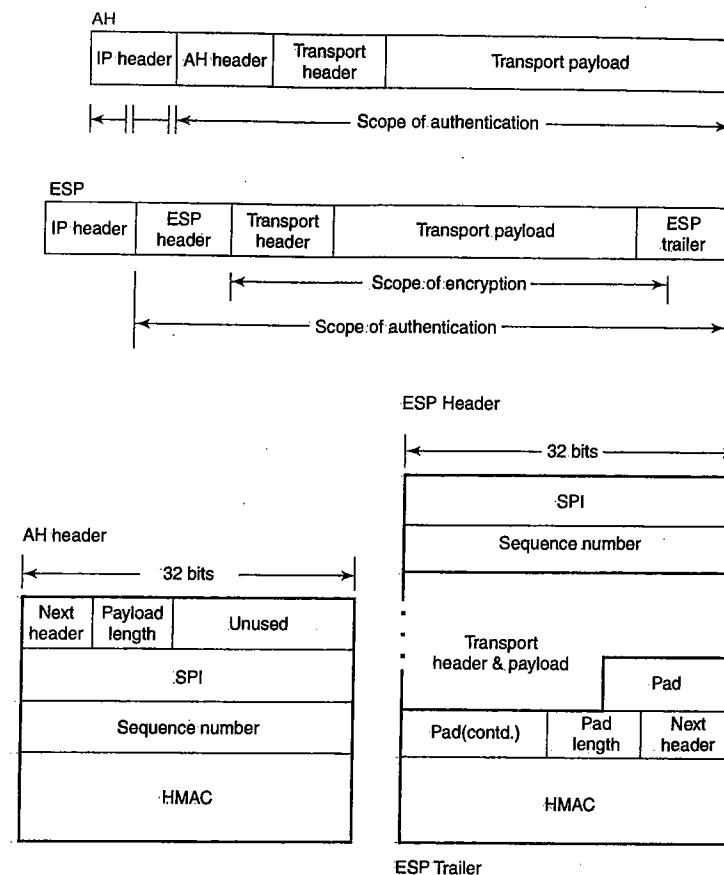 AH
IP header AH header Transport header Transport payload
Scope of authentication
ESP
IP header ESP header Transport header Transport payload ESP trailer
Scope of encryption
Scope of authentication
ESP Header
32 bits
SPI
Sequence number
Transport header & payload
Pad
Pad(contd.) Pad length Next header
HMAC
ESP Trailer
AH header
32 bits
Next header Payload length Unused
SPI
Sequence number
HMAC